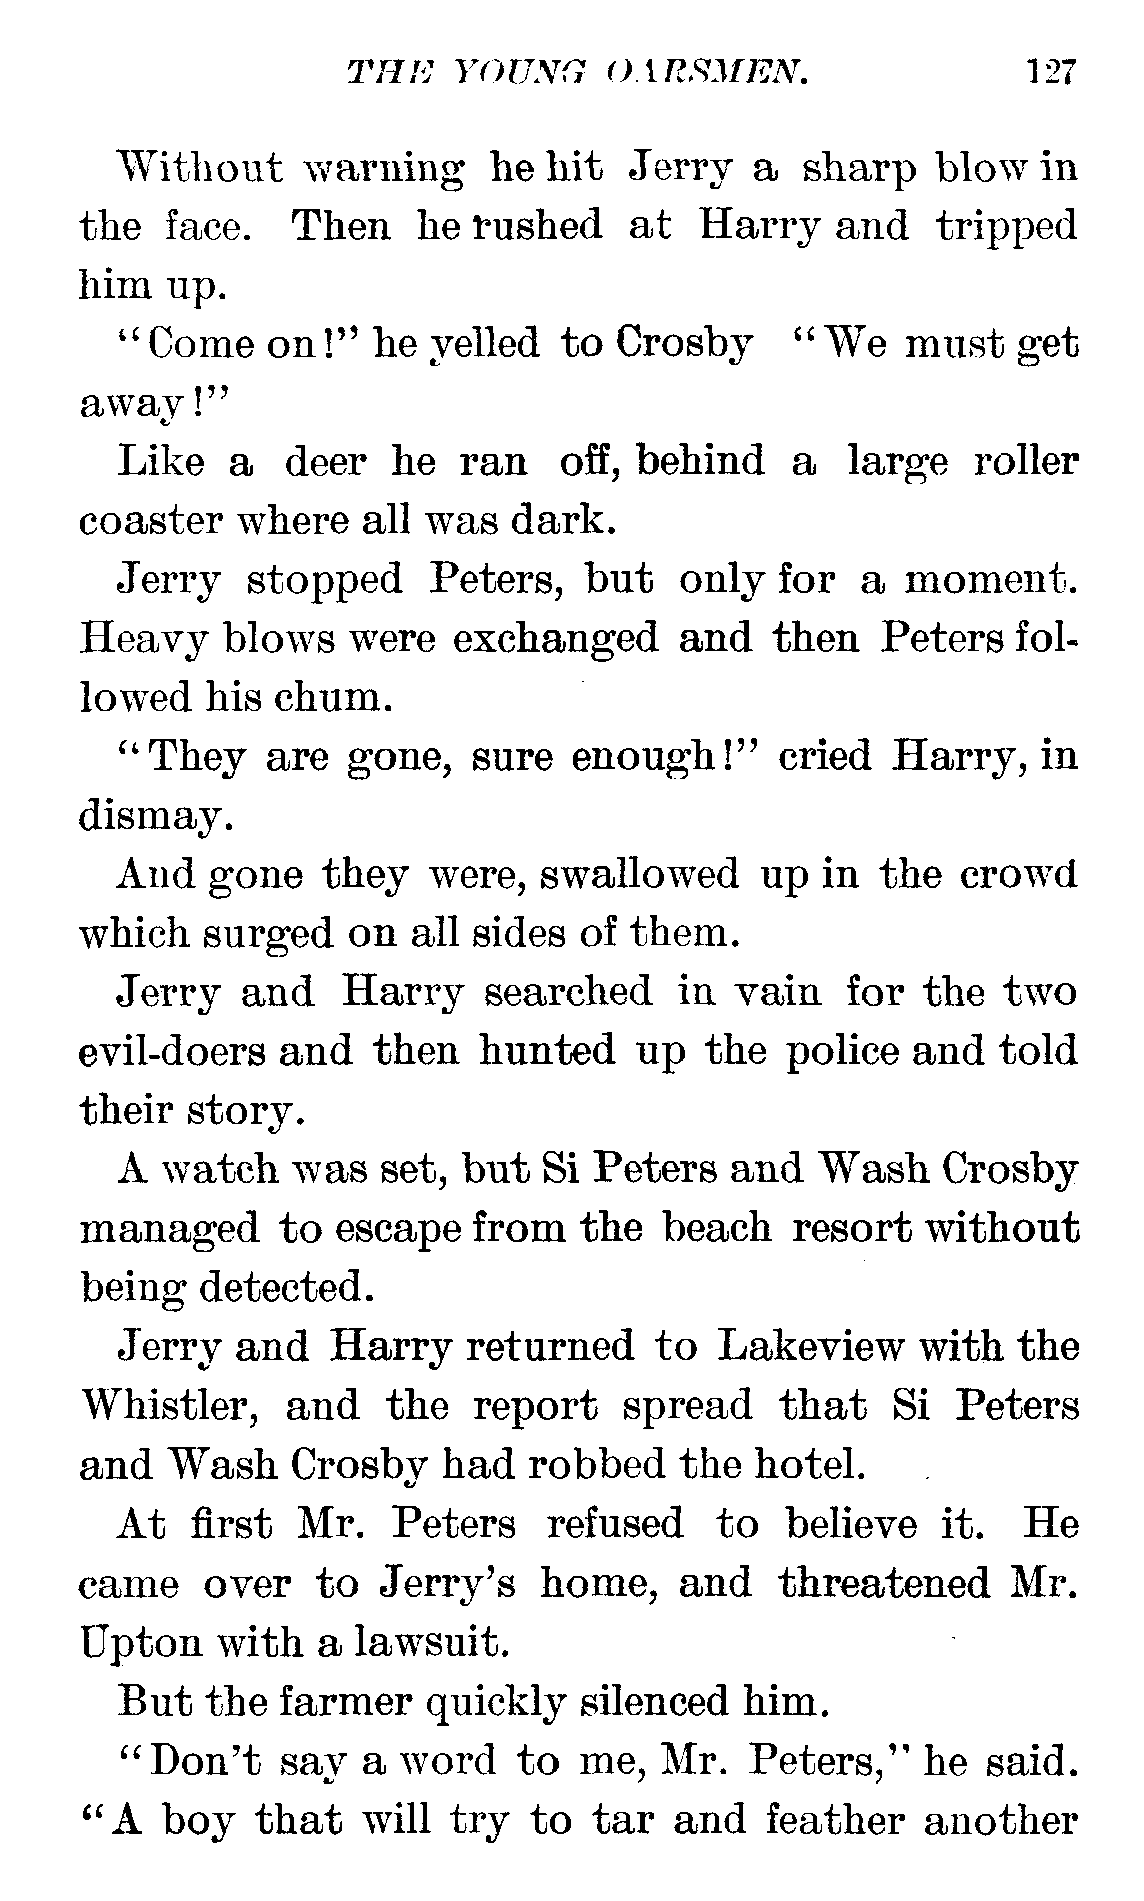 THE YOUNG OARSMEN. 127
Without warning he hit Jerry a sharp blow in
the face. Then he rushed at Harry and tripped
him up.
"Come on!" he yelled to Crosby "We must get
away!"
Like a deer he ran off, behind a large roller
coaster where all was dark.
Jerry stopped Peters, but only for a moment.
Heavy blows were exchanged and then Peters fol-
lowed his chum.
"They are gone, sure enough!" cried Harry, in
dismay.
And gone they were, swallowed up in the crowd
which surged on all sides of them.
Jerry and Harry searched in vain for the two
evil-doers and then hunted up the police and told
their story.
A watch was set, but Si Peters and Wash Crosby
managed to escape from the beach resort without
being detected.
Jerry and Harry returned to Lakeview with the
Whistler, and the report spread that Si Peters
and Wash Crosby had robbed the hotel.
At first Mr. Peters refused to believe it. He
came over to Jerry's home, and threatened Mr.
Upton with a lawsuit.
But the farmer quickly silenced him.
"Don't say a word to me, Mr. Peters," he said.
"A boy that will try to tar and feather another